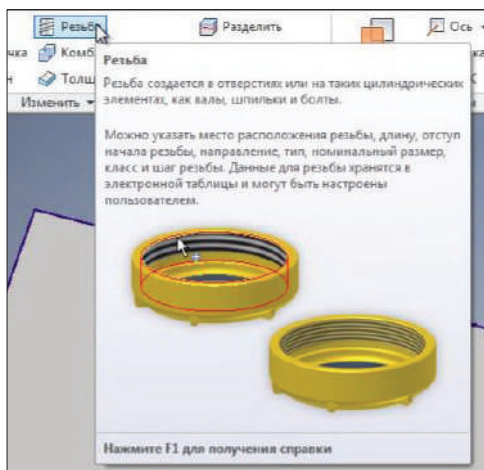 Резьба
Разделить
Ось
чка
Комб
ка
н
Толщ
Изменить
Резьба
Резьба создается в отверстиях или на таких цилиндрических
элементах, как валы, шпильки и болты.
Можно указать место расположения резьбы, длину, отступ
начала резьбы, направление, тип, номинальный размер,
класс и шаг резьбы. Данные для резьбы хранятся в
электронной таблицы и могут быть настроены
пользователем.
Нажмите F1 для получения справки